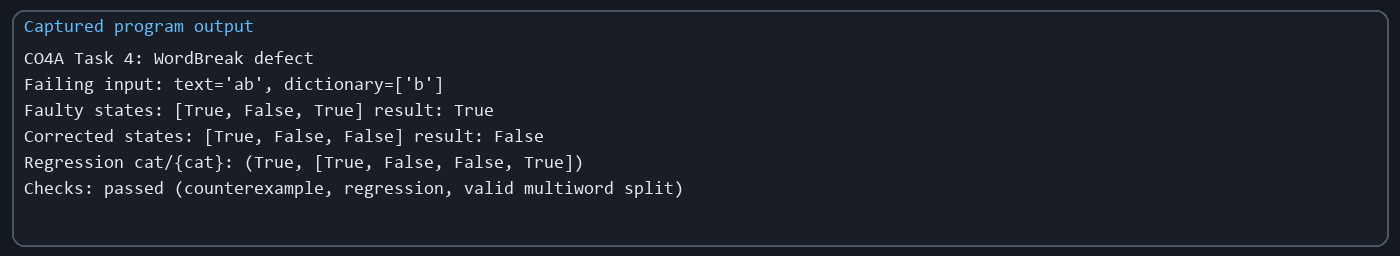 Captured program output
CO4A Task 4: WordBreak defect
Failing input: text='ab', dictionary=['b']
Faulty states: [True, False, True] result: True
Corrected states: [True, False, False] result: False
Regression cat/{cat}: (True, [True, False, False, True])
Checks: passed (counterexample, regression, valid multiword split)